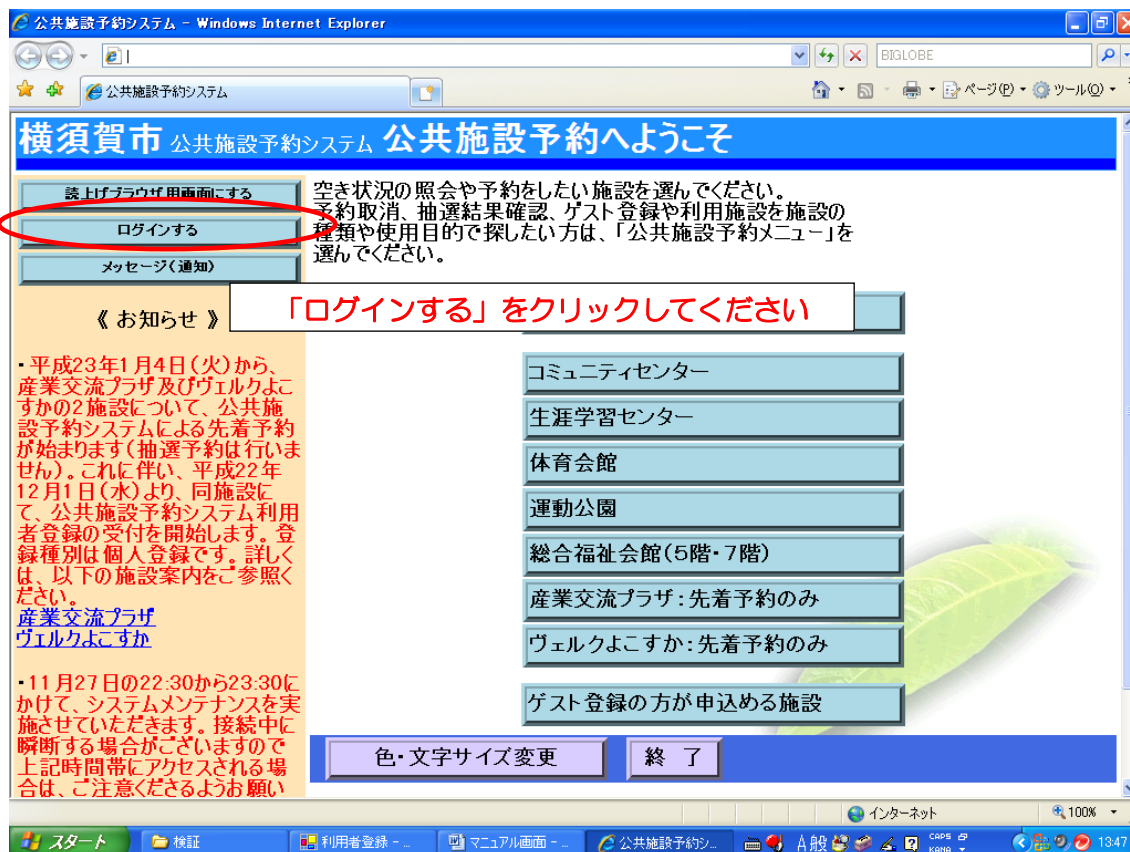 公共施設予約システム - Windows Internet Explorer
BIGLOBE
公共施設予約システム
ページ(P)
ツール(O)
横須賀市 公共施設予約システム 公共施設予約へようこそ
読上げブラウザ用画面にする
ログインする
メッセージ(通知)
空き状況の照会や予約をしたい施設を選んでください。
予約取消、抽選結果確認、ゲスト登録や利用施設を施設の
種類や使用目的で探したい方は、「公共施設予約メニュー」を
選んでください。
「ログインする」をクリックしてください
《 お知らせ 》
・平成23年1月4日(火)から、
産業交流プラザ及びヴェルクよこ
すかの2施設について、公共施
設予約システムによる先着予約
が始まります(抽選予約は行いま
せん)。これに伴い、平成22年
12月1日(水)より、同施設に
て、公共施設予約システム利用
者登録の受付を開始します。登
録種別は個人登録です。詳しく
は、以下の施設案内をご参照く
ださい。
産業交流プラザ
ヴェルクよこすか
・11月27日の22:30から23:30に
かけて、システムメンテナンスを実
施させていただきます。接続中に
瞬断する場合がございますので
上記時間帯にアクセスされる場
合は、ご注意くださるようお願い
コミュニティセンター
生涯学習センター
体育会館
運動公園
総合福祉会館(5階・7階)
産業交流プラザ:先着予約のみ
ヴェルクよこすか:先着予約のみ
ゲスト登録の方が申込める施設
色・文字サイズ変更
終 了
インターネット
100%
スタート
検証
利用者登録 - ...
マニュアル画面 - ...
公共施設予約シ...
A般
CAPS
KANA
13:47